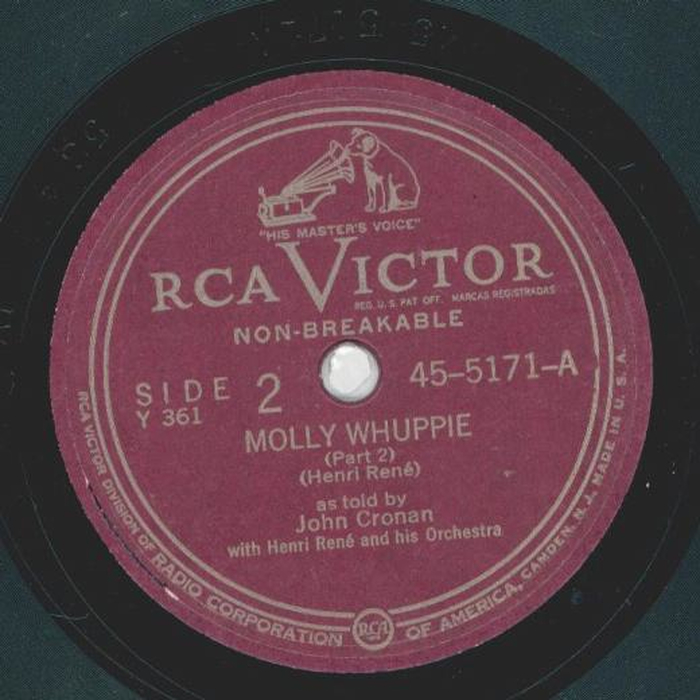 "HIS MASTER'S VOICE"
RCA VICTOR
REG. U.S. PAT. OFF. MARCAS REGISTRADAS
NON-BREAKABLE
SIDE 2
Y 361
45-5171-A
MOLLY WHUPPIE
(Part 2)
(Henri René)
as told by
John Cronan
with Henri René and his Orchestra
RCA VICTOR DIVISION OF RADIO CORPORATION OF AMERICA, CAMDEN, N. J. MADE IN U. S. A.
RCA